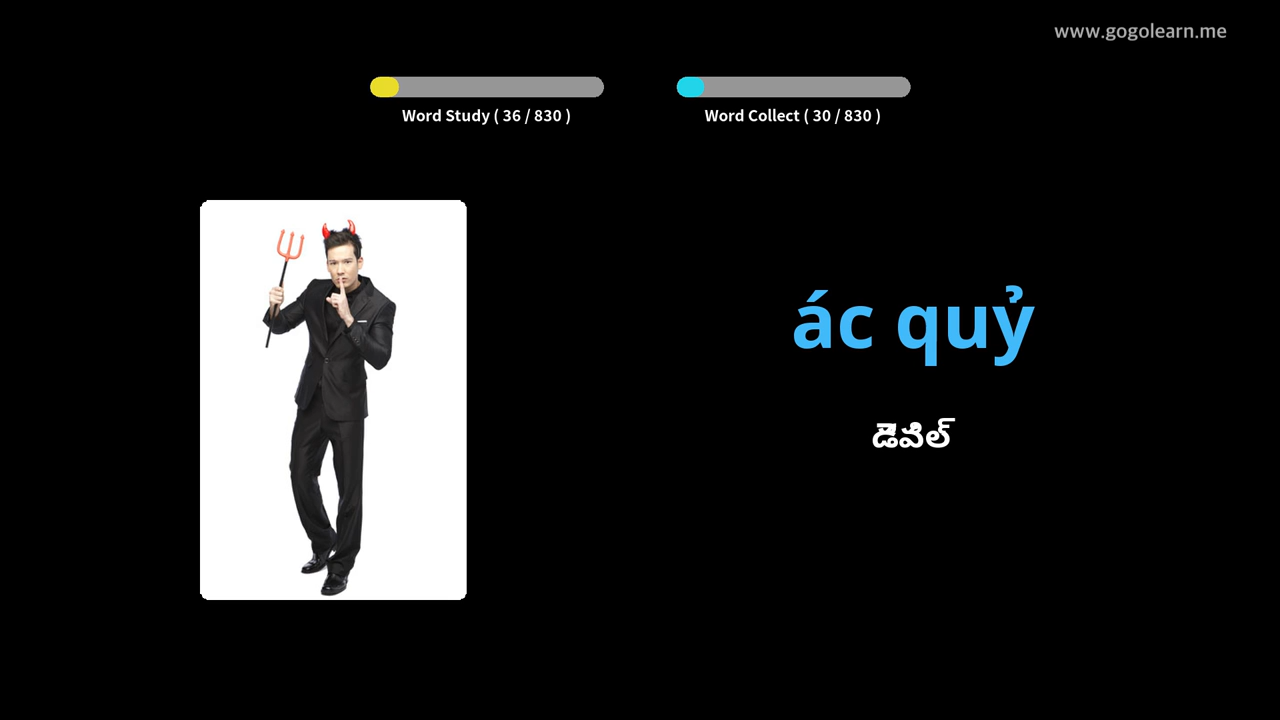 www.gogolearn.me
Word Study ( 36 / 830 )
Word Collect ( 30 / 830 )
ác quỷ
డెవిల్